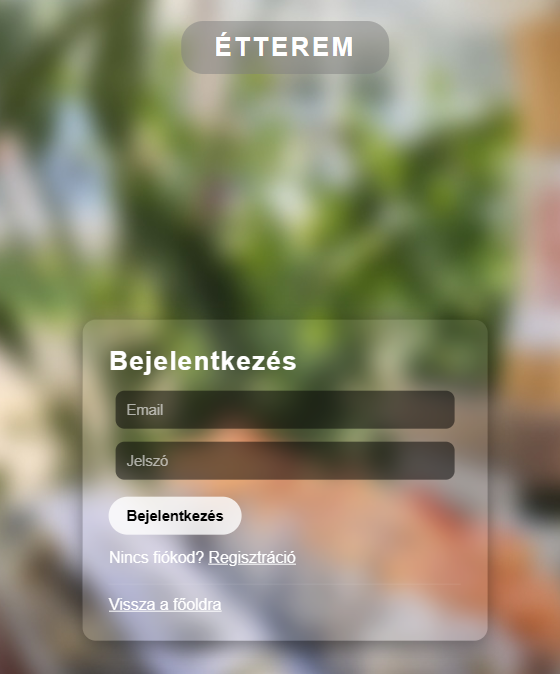 ÉTTEREM
Bejelentkezés
Email
Jelszó
Bejelentkezés
Nincs fiókod? Regisztráció
Vissza a főoldra